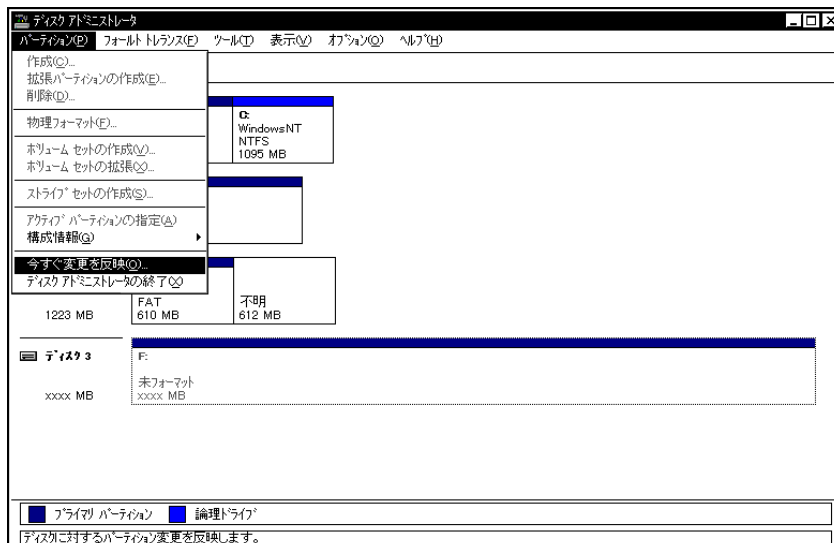 ディスク アドミニストレータ
パーティション(P) フォールト トレランス(F) ツール(T) 表示(V) オプション(O) ヘルプ(H)
作成(C)...
拡張パーティションの作成(E)...
削除(D)...
物理フォーマット(F)...
ボリューム セットの作成(V)...
ボリューム セットの拡張(X)...
ストライプ セットの作成(S)...
アクティブ パーティションの指定(A)
構成情報(G)
今すぐ変更を反映(O)...
ディスク アドミニストレータの終了(X)
WindowsNT
NTFS
1095 MB
FAT
610 MB
不明
612 MB
1223 MB
ディスク 3
xxxx MB
F:
未フォーマット
xxxx MB
プライマリ パーティション 論理ドライブ
ディスクに対するパーティション変更を反映します。